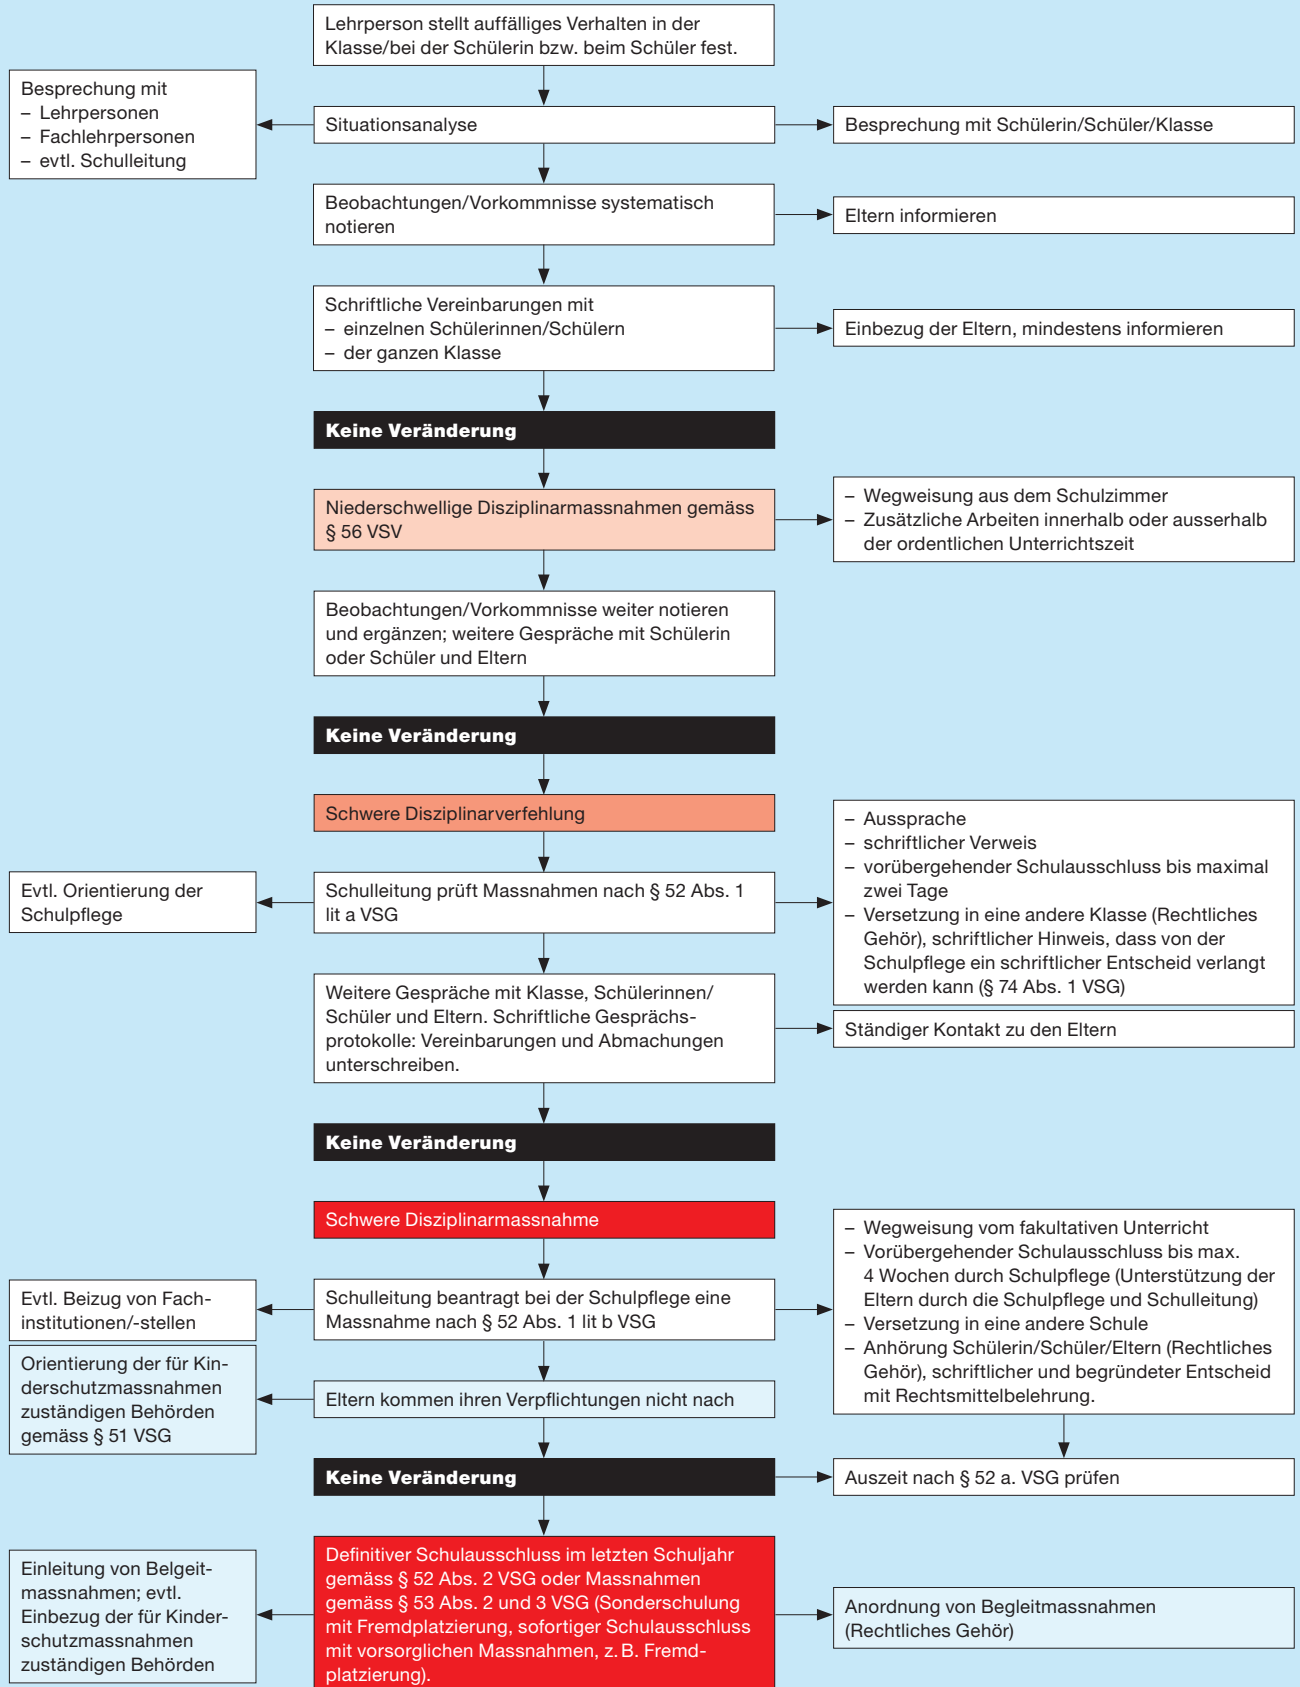 Lehrperson stellt auffälliges Verhalten in der
Klasse/bei der Schülerin bzw. beim Schüler fest.
Besprechung mit
– Lehrpersonen
– Fachlehrpersonen
– evtl. Schulleitung
Situationsanalyse
Besprechung mit Schülerin/Schüler/Klasse
Beobachtungen/Vorkommnisse systematisch
notieren
Eltern informieren
Schriftliche Vereinbarungen mit
– einzelnen Schülerinnen/Schülern
– der ganzen Klasse
Einbezug der Eltern, mindestens informieren
Keine Veränderung
Niederschwellige Disziplinarmassnahmen gemäss
§ 56 VSV
– Wegweisung aus dem Schulzimmer
– Zusätzliche Arbeiten innerhalb oder ausserhalb
der ordentlichen Unterrichtszeit
Beobachtungen/Vorkommnisse weiter notieren
und ergänzen; weitere Gespräche mit Schülerin
oder Schüler und Eltern
Keine Veränderung
Schwere Disziplinarverfehlung
Evtl. Orientierung der
Schulpflege
Schulleitung prüft Massnahmen nach § 52 Abs. 1
lit a VSG
– Aussprache
– schriftlicher Verweis
– vorübergehender Schulausschluss bis maximal
zwei Tage
– Versetzung in eine andere Klasse (Rechtliches
Gehör), schriftlicher Hinweis, dass von der
Schulpflege ein schriftlicher Entscheid verlangt
werden kann (§ 74 Abs. 1 VSG)
Weitere Gespräche mit Klasse, Schülerinnen/
Schüler und Eltern. Schriftliche Gesprächs-
protokolle: Vereinbarungen und Abmachungen
unterschreiben.
Ständiger Kontakt zu den Eltern
Keine Veränderung
Schwere Disziplinarmassnahme
Evtl. Beizug von Fach-
institutionen/-stellen
Schulleitung beantragt bei der Schulpflege eine
Massnahme nach § 52 Abs. 1 lit b VSG
– Wegweisung vom fakultativen Unterricht
– Vorübergehender Schulausschluss bis max.
4 Wochen durch Schulpflege (Unterstützung der
Eltern durch die Schulpflege und Schulleitung)
– Versetzung in eine andere Schule
– Anhörung Schülerin/Schüler/Eltern (Rechtliches
Gehör), schriftlicher und begründeter Entscheid
mit Rechtsmittelbelehrung.
Orientierung der für Kin-
derschutzmassnahmen
zuständigen Behörden
gemäss § 51 VSG
Eltern kommen ihren Verpflichtungen nicht nach
Keine Veränderung
Auszeit nach § 52 a. VSG prüfen
Einleitung von Belgeit-
massnahmen; evtl.
Einbezug der für Kinder-
schutzmassnahmen
zuständigen Behörden
Definitiver Schulausschluss im letzten Schuljahr
gemäss § 52 Abs. 2 VSG oder Massnahmen
gemäss § 53 Abs. 2 und 3 VSG (Sonderschulung
mit Fremdplatzierung, sofortiger Schulausschluss
mit vorsorglichen Massnahmen, z. B. Fremd-
platzierung).
Anordnung von Begleitmassnahmen
(Rechtliches Gehör)